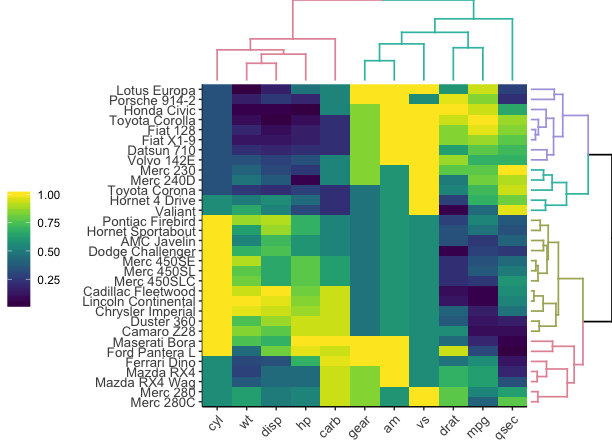 Lotus Europa
Porsche 914-2
Honda Civic
Toyota Corolla
Fiat 128
Fiat X1-9
Datsun 710
Volvo 142E
Merc 230
Merc 240D
Toyota Corona
Hornet 4 Drive
Valiant
Pontiac Firebird
Hornet Sportabout
AMC Javelin
Dodge Challenger
Merc 450SE
Merc 450SL
Merc 450SLC
Cadillac Fleetwood
Lincoln Continental
Chrysler Imperial
Duster 360
Camaro Z28
Maserati Bora
Ford Pantera L
Ferrari Dino
Mazda RX4
Mazda RX4 Wag
Merc 280
Merc 280C
1.00
0.75
0.50
0.25
cyl wt disp hp carb gear am vs drat mpg qsec